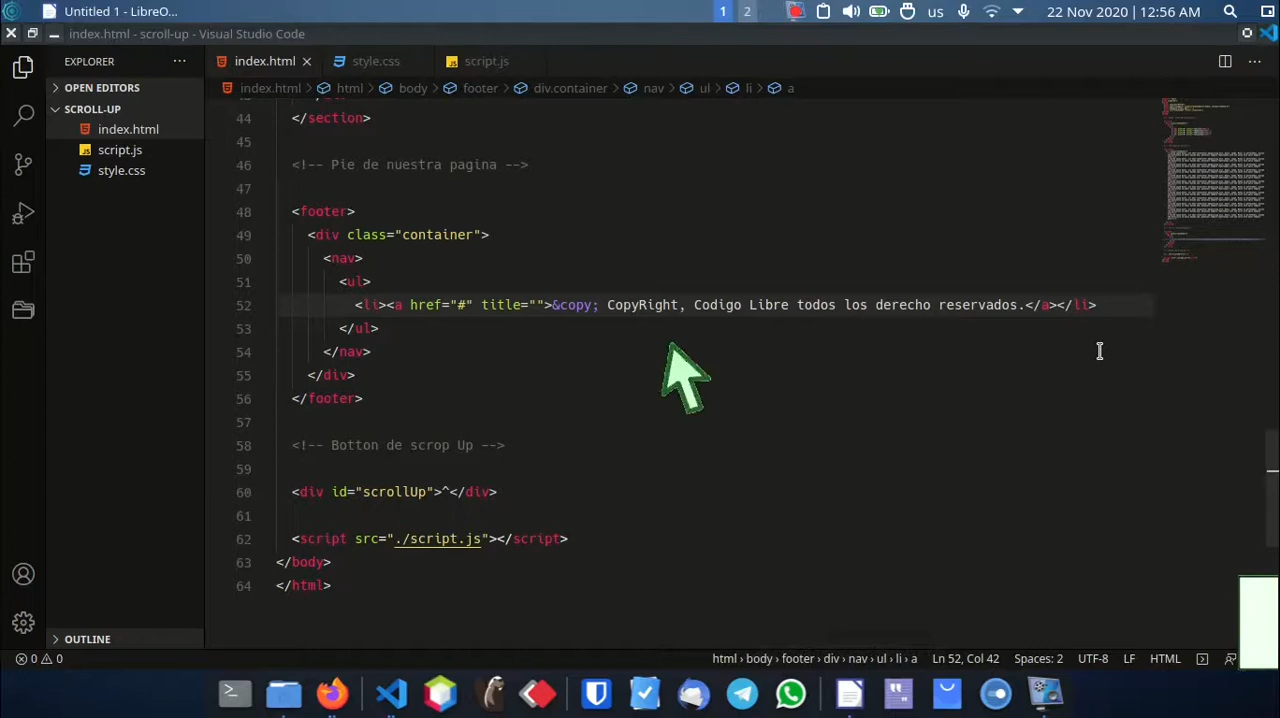 Untitled 1 - LibreO...
1 2
us
22 Nov 2020 | 12:56 AM
index.html - scroll-up - Visual Studio Code
EXPLORER
index.html
style.css
script.js
OPEN EDITORS
index.html > html > body > footer > div.container > nav > ul > li > a
SCROLL-UP
index.html
script.js
style.css
44 </section>
45
46 <!-- Pie de nuestra pagina -->
47
48 <footer>
49 <div class="container">
50 <nav>
51 <ul>
52 <li><a href="#" title="">&copy; CopyRight, Codigo Libre todos los derecho reservados.</a></li>
53 </ul>
54 </nav>
55 </div>
56 </footer>
57
58 <!-- Botton de scrop Up -->
59
60 <div id="scrollUp">^</div>
61
62 <script src="./script.js"></script>
63 </body>
64 </html>
OUTLINE
0 0
html › body › footer › div › nav › ul › li › a
Ln 52, Col 42
Spaces: 2
UTF-8
LF
HTML